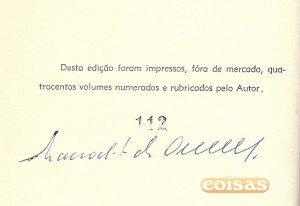 Desta edição foram impressos, fóra de mercado, qua-
trocentos volumes numerados e rubricados pelo Autor.
112
coisas